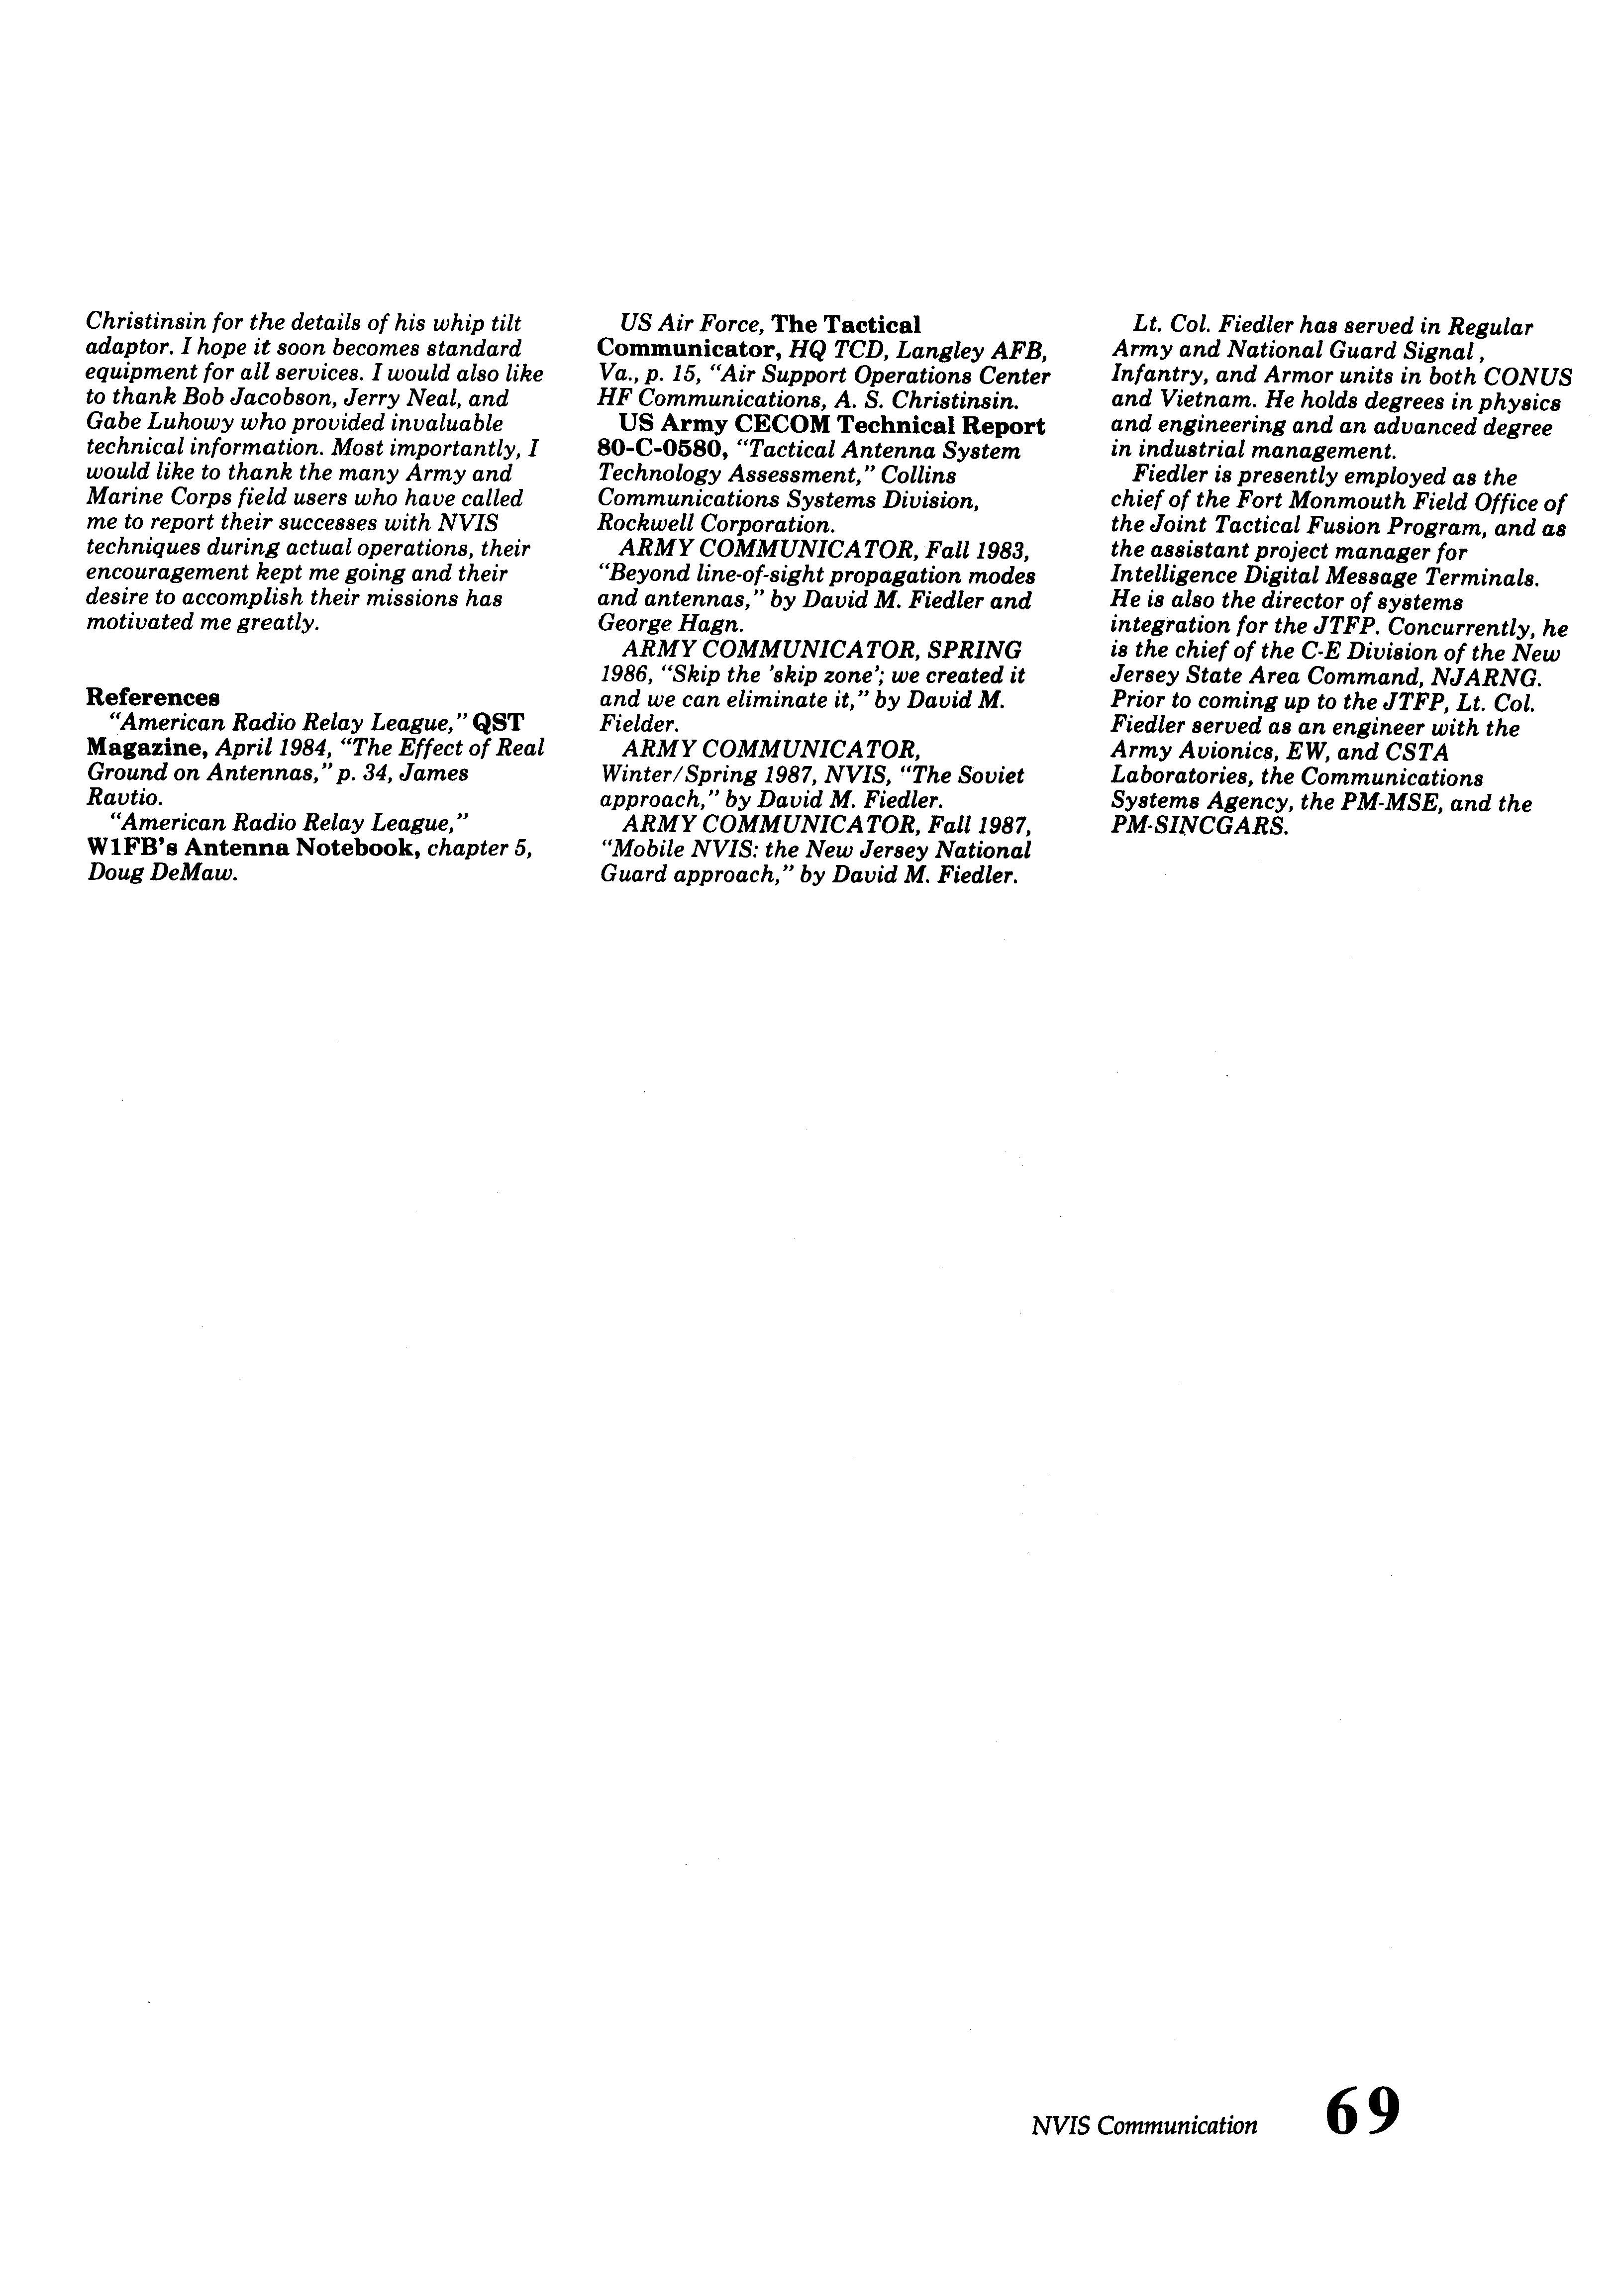 Christinsin for the details of his whip tilt
adaptor. I hope it soon becomes standard
equipment for all services. I would also like
to thank Bob Jacobson, Jerry Neal, and
Gabe Luhowy who provided invaluable
technical information. Most importantly, I
would like to thank the many Army and
Marine Corps field users who have called
me to report their successes with NVIS
techniques during actual operations, their
encouragement kept me going and their
desire to accomplish their missions has
motivated me greatly.
References
“American Radio Relay League,” QST
Magazine, April 1984, “The Effect of Real
Ground on Antennas,” p. 34, James
Ravtio.
“American Radio Relay League,”
W1FB’s Antenna Notebook, chapter 5,
Doug DeMaw.
US Air Force, The Tactical
Communicator, HQ TCD, Langley AFB,
Va., p. 15, “Air Support Operations Center
HF Communications, A. S. Christinsin.
US Army CECOM Technical Report
80-C-0580, “Tactical Antenna System
Technology Assessment,” Collins
Communications Systems Division,
Rockwell Corporation.
ARMY COMMUNICATOR, Fall 1983,
“Beyond line-of-sight propagation modes
and antennas,” by David M. Fiedler and
George Hagn.
ARMY COMMUNICATOR, SPRING
1986, “Skip the ’skip zone’; we created it
and we can eliminate it,” by David M.
Fielder.
ARMY COMMUNICATOR,
Winter/Spring 1987, NVIS, “The Soviet
approach,” by David M. Fiedler.
ARMY COMMUNICATOR, Fall 1987,
“Mobile NVIS: the New Jersey National
Guard approach,” by David M. Fiedler.
Lt. Col. Fiedler has served in Regular
Army and National Guard Signal,
Infantry, and Armor units in both CONUS
and Vietnam. He holds degrees in physics
and engineering and an advanced degree
in industrial management.
Fiedler is presently employed as the
chief of the Fort Monmouth Field Office of
the Joint Tactical Fusion Program, and as
the assistant project manager for
Intelligence Digital Message Terminals.
He is also the director of systems
integration for the JTFP. Concurrently, he
is the chief of the C-E Division of the New
Jersey State Area Command, NJARNG.
Prior to coming up to the JTFP, Lt. Col.
Fiedler served as an engineer with the
Army Avionics, EW, and CSTA
Laboratories, the Communications
Systems Agency, the PM-MSE, and the
PM-SINCGARS.
NVIS Communication 69